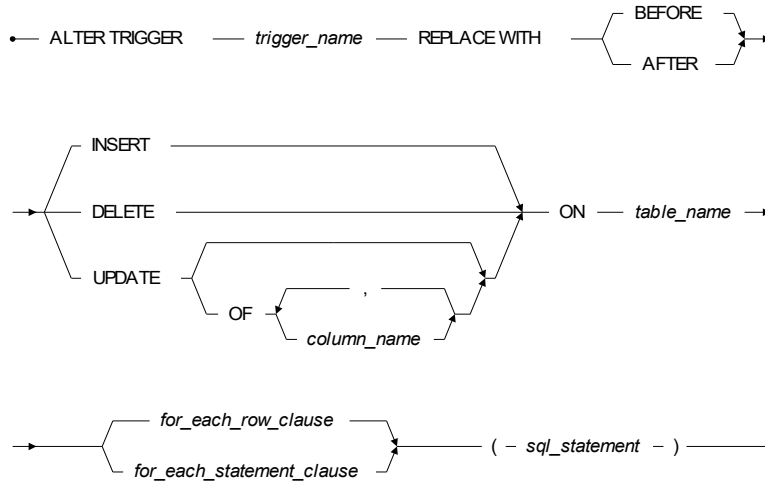 BEFORE
ALTER TRIGGER trigger_name REPLACE WITH
AFTER
INSERT
DELETE ON table_name
UPDATE
,
OF
column_name
for_each_row_clause
( sql_statement )
for_each_statement_clause